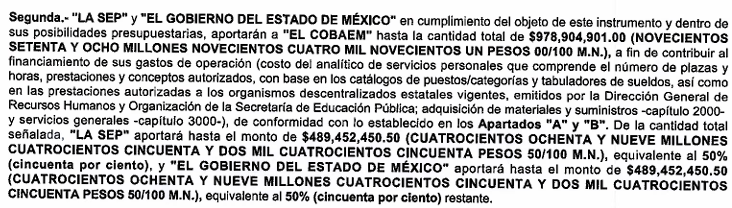 Segunda.- "LA SEP" y "EL GOBIERNO DEL ESTADO DE MÉXICO" en cumplimiento del objeto de este instrumento y dentro de
sus posibilidades presupuestarias, aportarán a "EL COBAEM" hasta la cantidad total de $978,904,901.00 (NOVECIENTOS
SETENTA Y OCHO MILLONES NOVECIENTOS CUATRO MIL NOVECIENTOS UN PESOS 00/100 M.N.), a fin de contribuir al
financiamiento de sus gastos de operación (costo del analítico de servicios personales que comprende el número de plazas y
horas, prestaciones y conceptos autorizados, con base en los catálogos de puestos/categorías y tabuladores de sueldos, así como
en las prestaciones autorizadas a los organismos descentralizados estatales vigentes, emitidos por la Dirección General de
Recursos Humanos y Organización de la Secretaría de Educación Pública; adquisición de materiales y suministros -capítulo 2000-
y servicios generales -capítulo 3000-), de conformidad con lo establecido en los Apartados "A" y "B". De la cantidad total
señalada, "LA SEP" aportará hasta el monto de $489,452,450.50 (CUATROCIENTOS OCHENTA Y NUEVE MILLONES
CUATROCIENTOS CINCUENTA Y DOS MIL CUATROCIENTOS CINCUENTA PESOS 50/100 M.N.), equivalente al 50%
(cincuenta por ciento), y "EL GOBIERNO DEL ESTADO DE MÉXICO" aportará hasta el monto de $489,452,450.50
(CUATROCIENTOS OCHENTA Y NUEVE MILLONES CUATROCIENTOS CINCUENTA Y DOS MIL CUATROCIENTOS
CINCUENTA PESOS 50/100 M.N.), equivalente al 50% (cincuenta por ciento) restante.